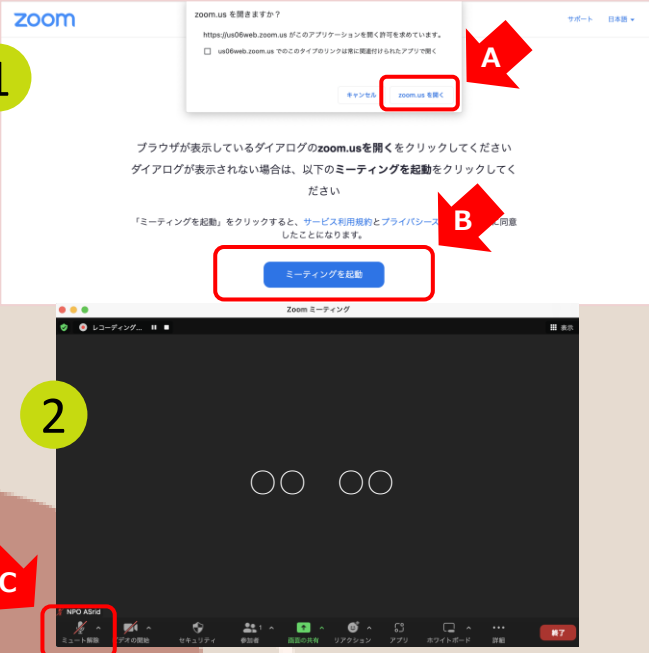 zoom
サポート 日本語
zoom.us を開きますか？
https://us06web.zoom.us がこのアプリケーションを開く許可を求めています。
us06web.zoom.us でのこのタイプのリンクは常に関連付けられたアプリで開く
キャンセル zoom.us を開く
A
1
ブラウザが表示しているダイアログのzoom.usを開くをクリックしてください
ダイアログが表示されない場合は、以下のミーティングを起動をクリックしてく
ださい
「ミーティングを起動」をクリックすると、サービス利用規約とプライバシース
に同意
したことになります。
B
ミーティングを起動
Zoom ミーティング
レコーディング...
表示
2
○○ ○○
C
NPO ASrid
ミュート解除 デオの開始 セキュリティ 参加者 1 画面の共有 リアクション アプリ ホワイトボード 詳細 終了